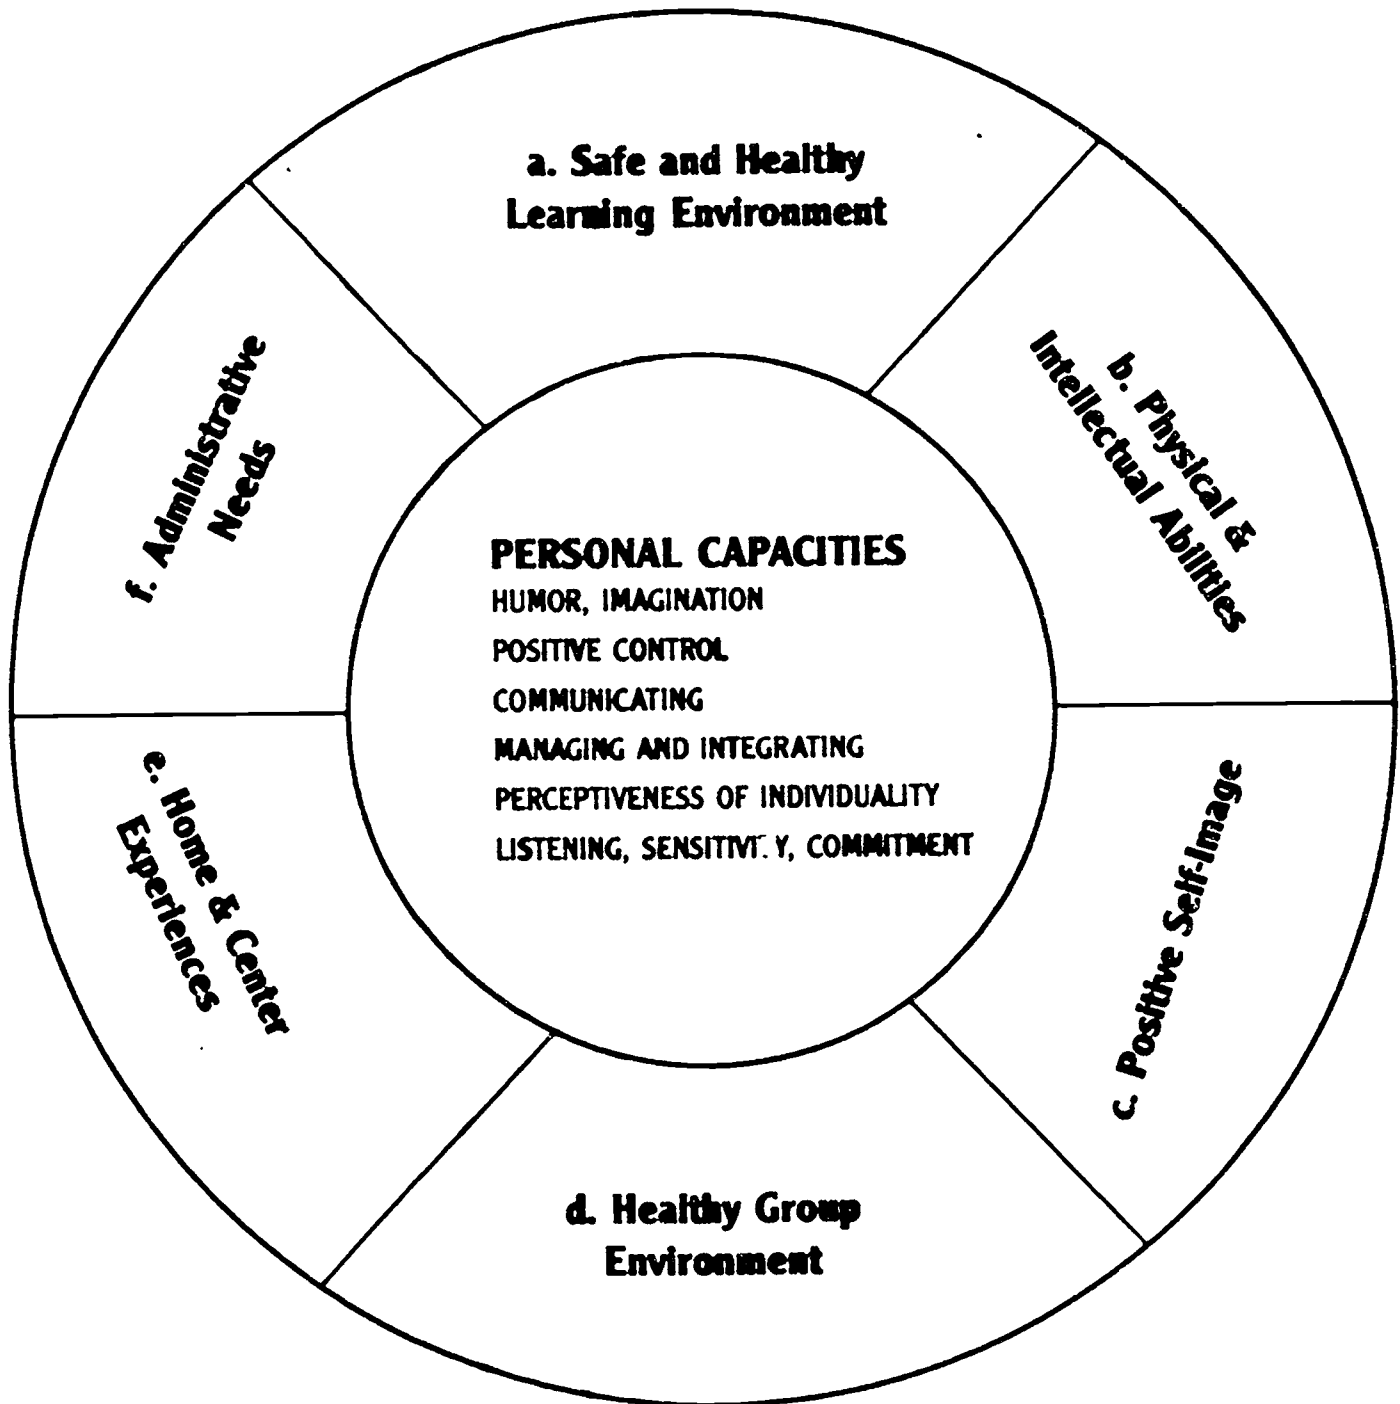 a. Safe and Healthy
Learning Environment
b. Physical &
Intellectual Abilities
c. Positive Self-Image
d. Healthy Group
Environment
e. Home & Center
Experiences
f. Administrative
Needs
PERSONAL CAPACITIES
HUMOR, IMAGINATION
POSITIVE CONTROL
COMMUNICATING
MANAGING AND INTEGRATING
PERCEPTIVENESS OF INDIVIDUALITY
LISTENING, SENSITIVITY, COMMITMENT